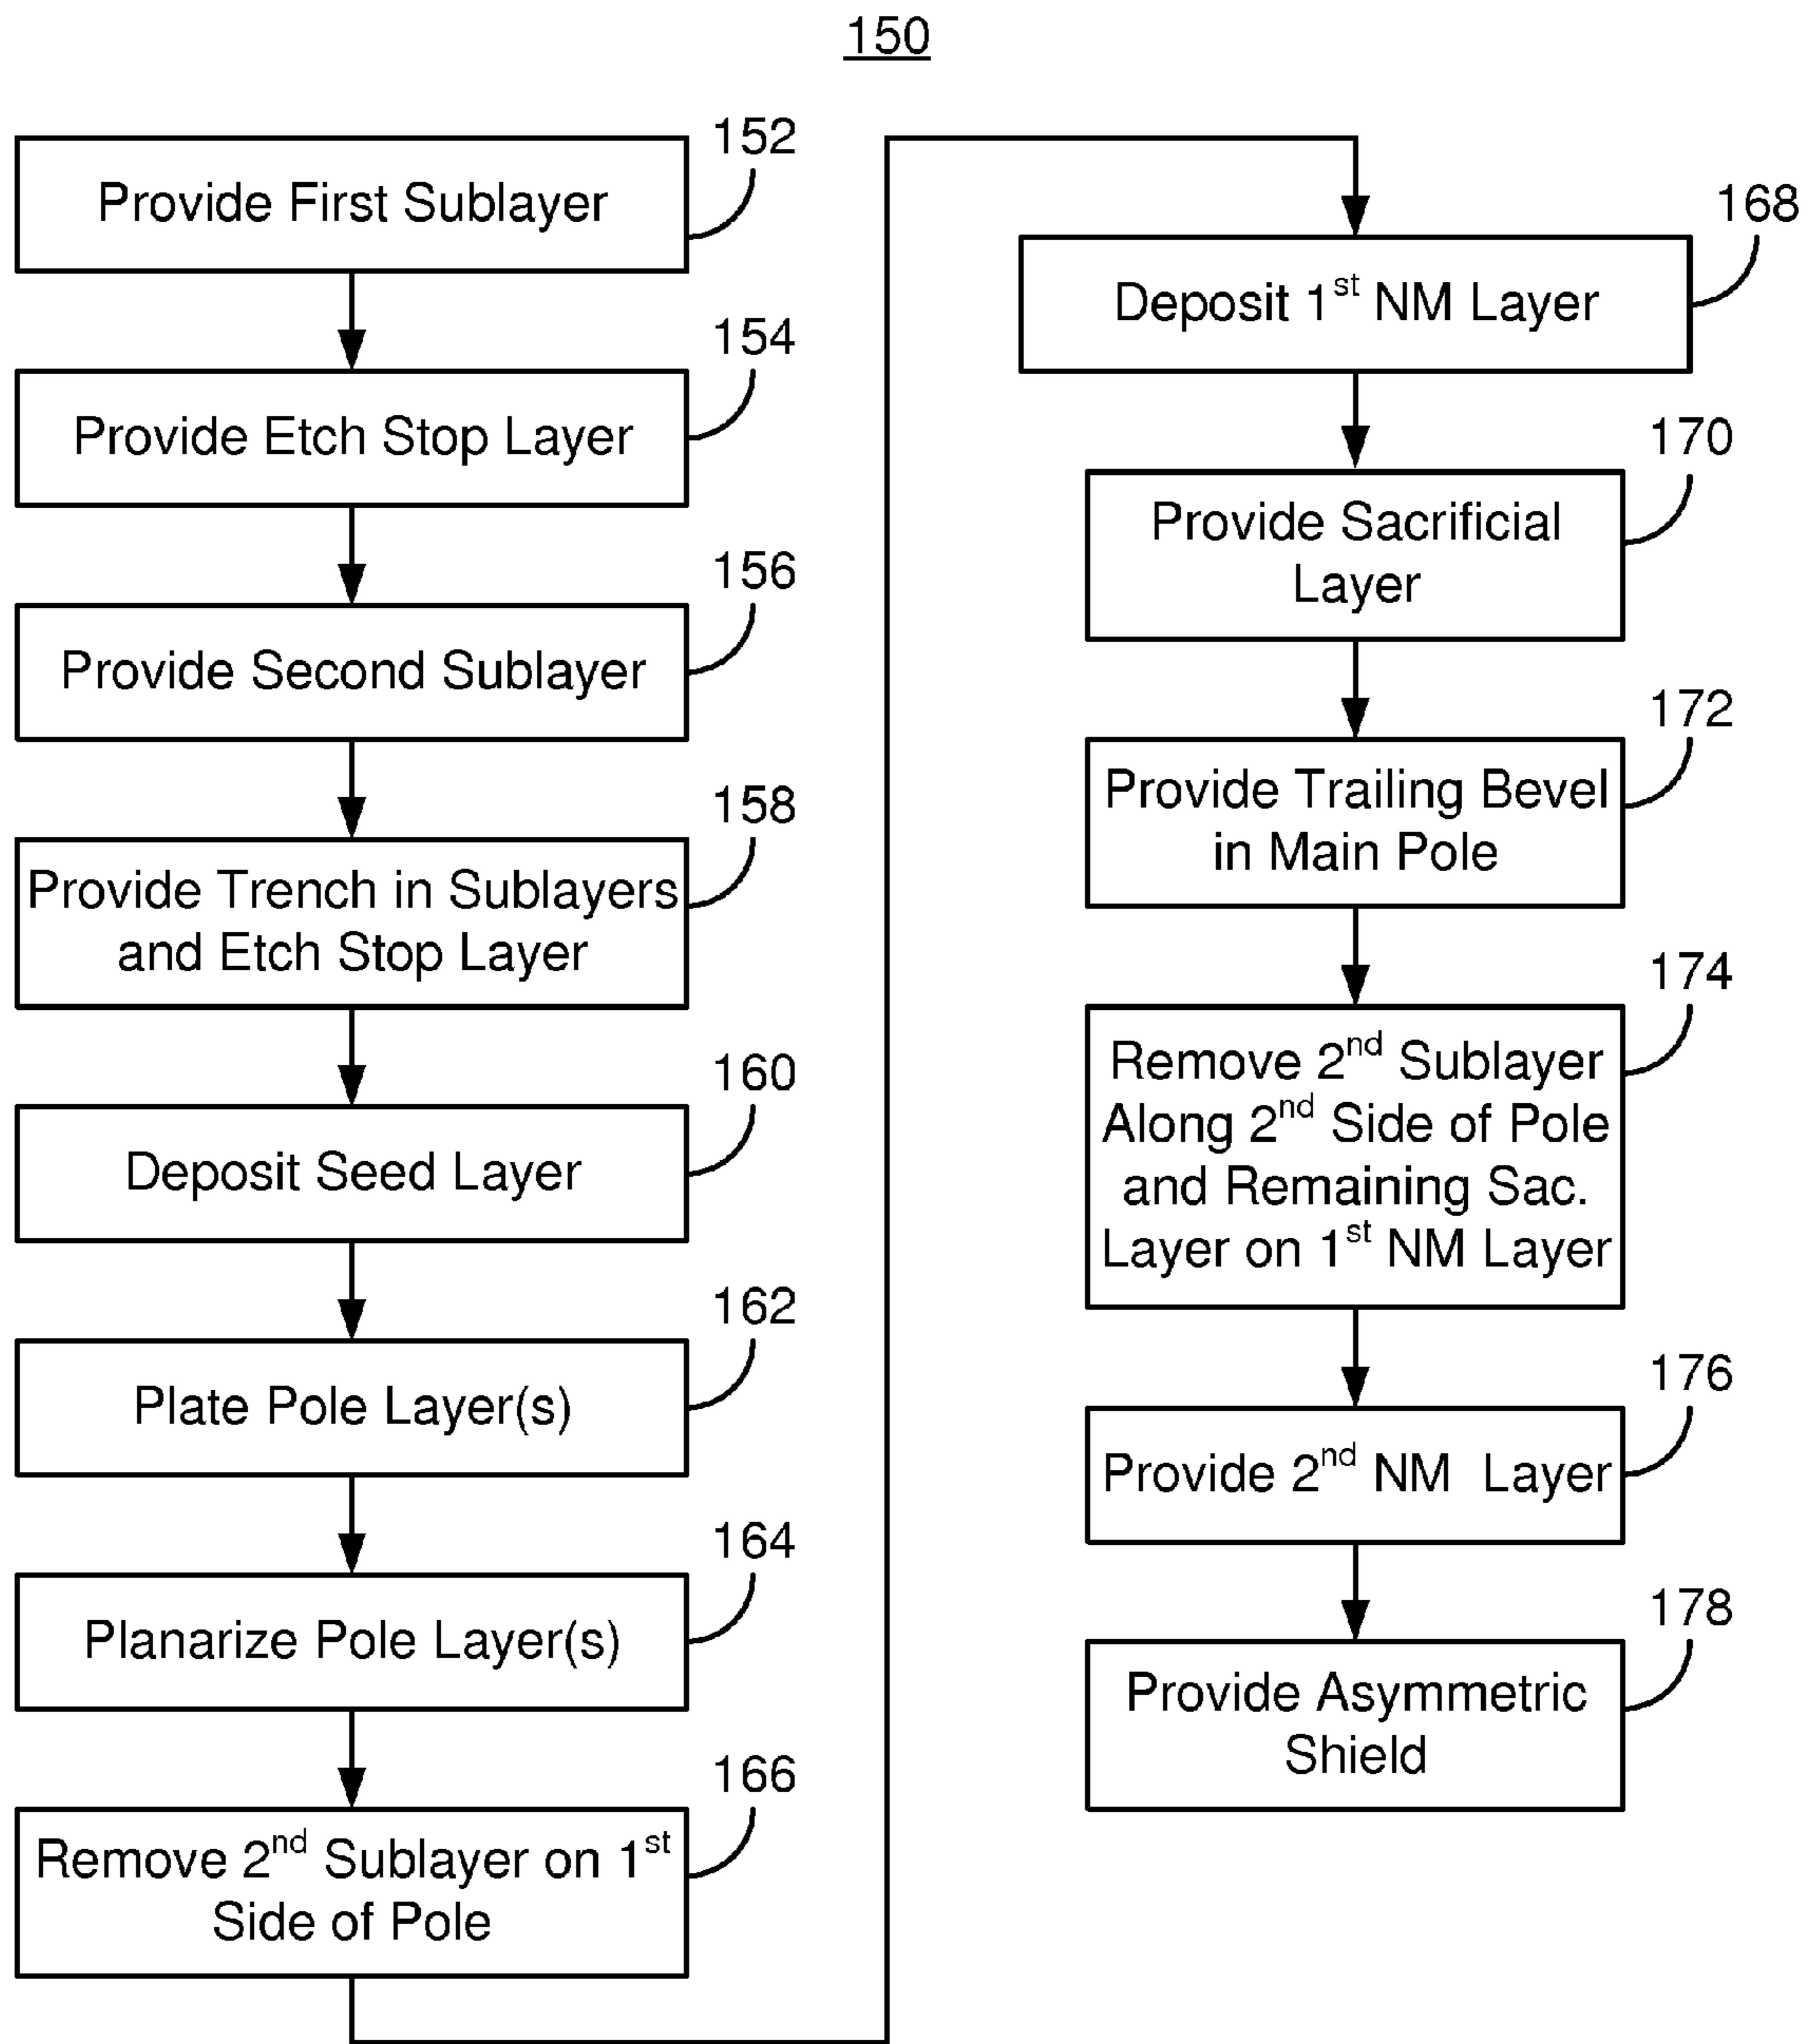 150
152
Provide First Sublayer
154
Provide Etch Stop Layer
156
Provide Second Sublayer
158
Provide Trench in Sublayers
and Etch Stop Layer
160
Deposit Seed Layer
162
Plate Pole Layer(s)
164
Planarize Pole Layer(s)
166
Remove 2nd Sublayer on 1st
Side of Pole
168
Deposit 1st NM Layer
170
Provide Sacrificial
Layer
172
Provide Trailing Bevel
in Main Pole
174
Remove 2nd Sublayer
Along 2nd Side of Pole
and Remaining Sac.
Layer on 1st NM Layer
176
Provide 2nd NM Layer
178
Provide Asymmetric
Shield